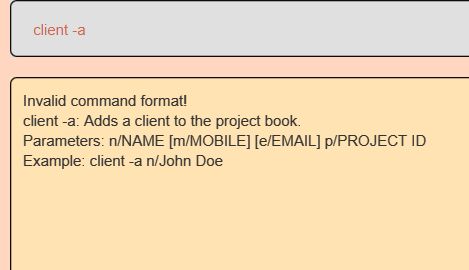 client -a
Invalid command format!
client -a: Adds a client to the project book.
Parameters: n/NAME [m/MOBILE] [e/EMAIL] p/PROJECT ID
Example: client -a n/John Doe